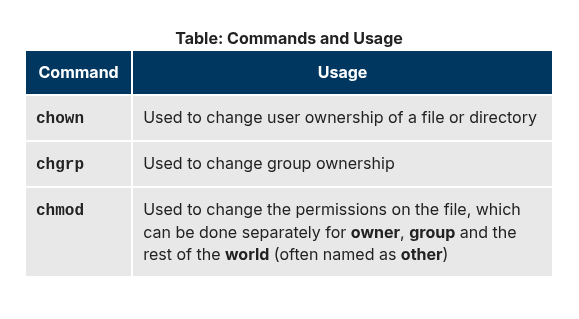 Table: Commands and Usage
Command Usage
chown Used to change user ownership of a file or directory
chgrp Used to change group ownership
chmod Used to change the permissions on the file, which
can be done separately for owner, group and the
rest of the world (often named as other)